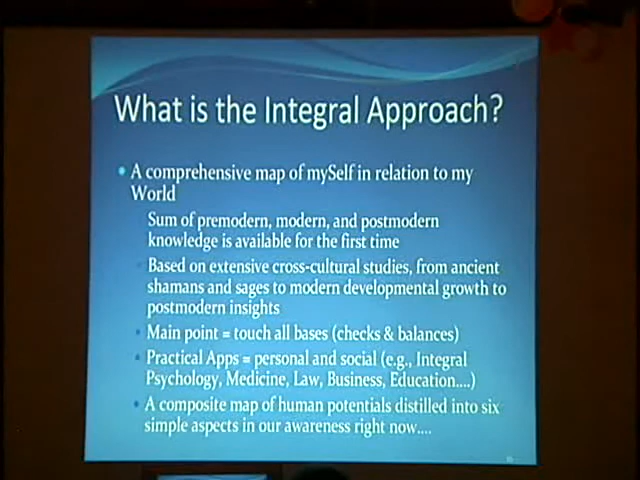 What is the Integral Approach?
• A comprehensive map of mySelf in relation to my
World
Sum of premodern, modern, and postmodern
knowledge is available for the first time
• Based on extensive cross-cultural studies, from ancient
shamans and sages to modern developmental growth to
postmodern insights
• Main point = touch all bases (checks & balances)
• Practical Apps = personal and social (e.g., Integral
Psychology, Medicine, Law, Business, Education....)
• A composite map of human potentials distilled into six
simple aspects in our awareness right now....